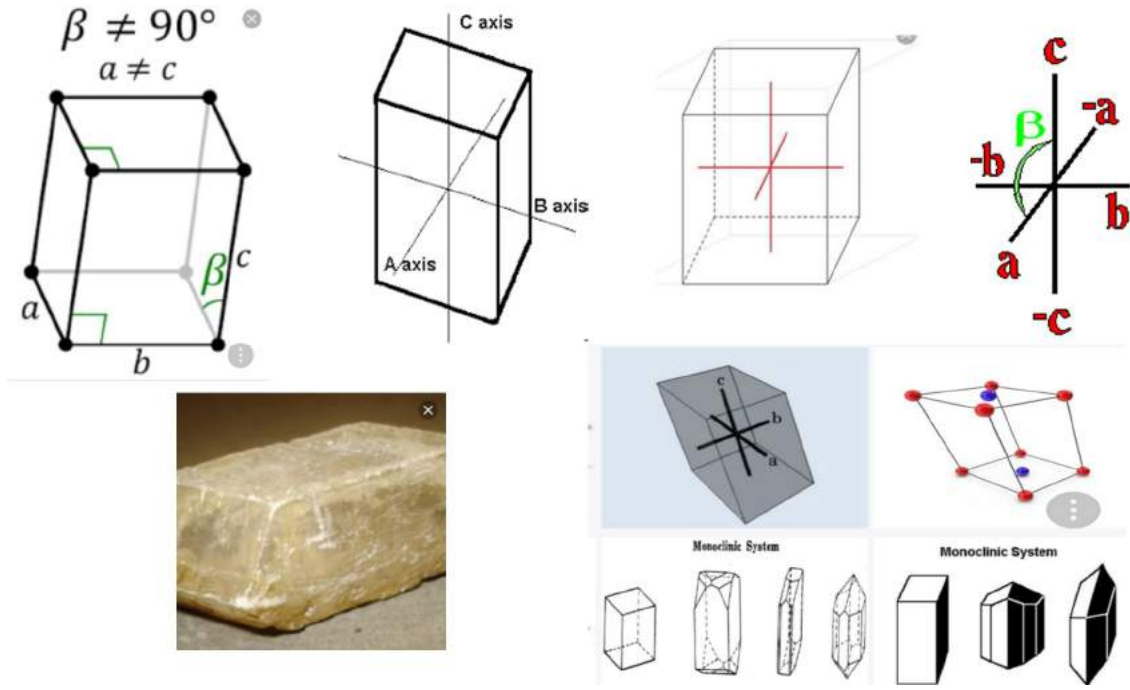 β ≠ 90°
a ≠ c
a
b
c
β
C axis
B axis
A axis
c
-a
β
-b
b
a
-c
c
b
a
Monoclinic System
Monoclinic System